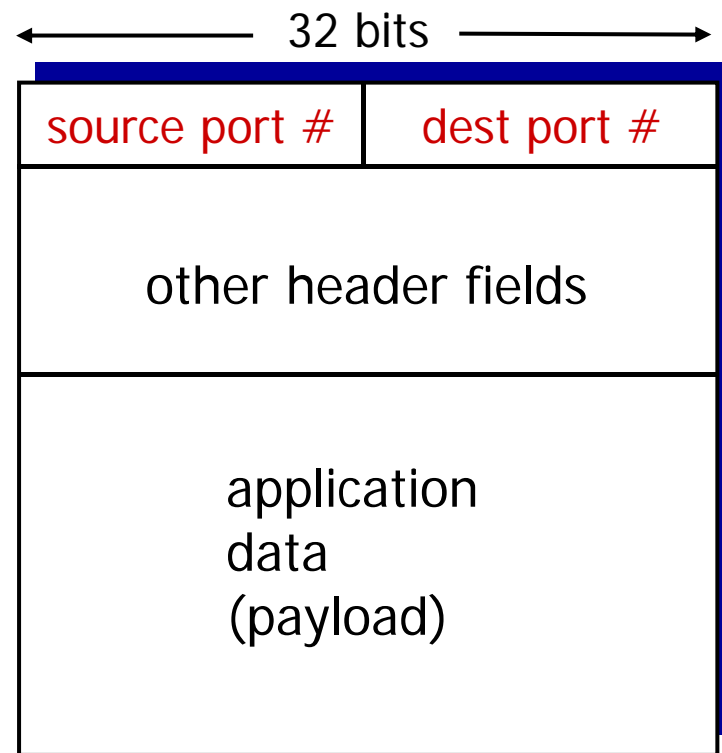 32 bits
source port #
dest port #
other header fields
application
data
(payload)